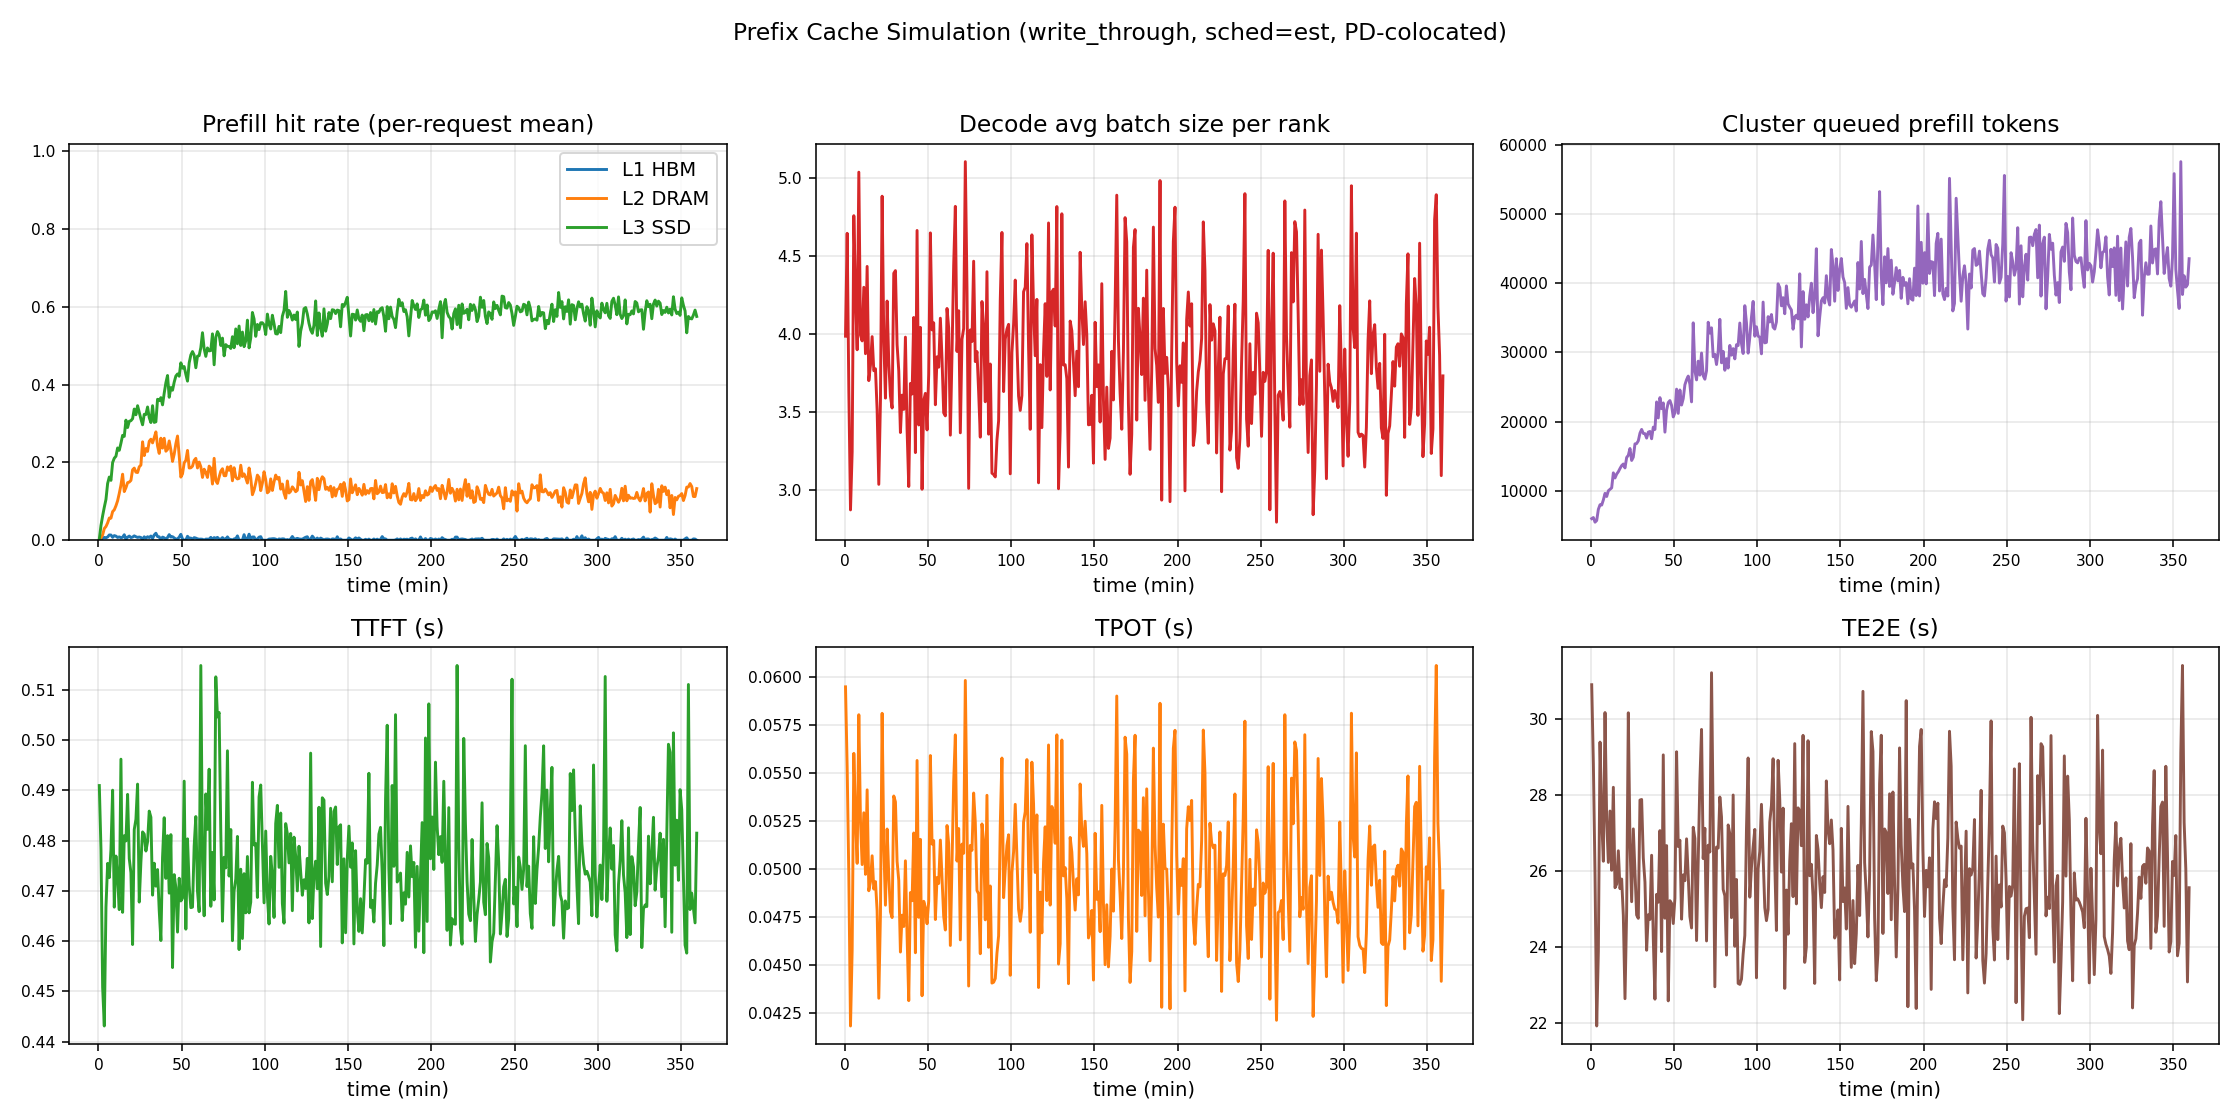 Prefix Cache Simulation (write_through, sched=est, PD-colocated)
Prefill hit rate (per-request mean)
1.0
0.8
0.6
0.4
0.2
0.0
L1 HBM
L2 DRAM
L3 SSD
0 50 100 150 200 250 300 350
time (min)
Decode avg batch size per rank
5.0
4.5
4.0
3.5
3.0
0 50 100 150 200 250 300 350
time (min)
Cluster queued prefill tokens
60000
50000
40000
30000
20000
10000
0 50 100 150 200 250 300 350
time (min)
TTFT (s)
0.51
0.50
0.49
0.48
0.47
0.46
0.45
0.44
0 50 100 150 200 250 300 350
time (min)
TPOT (s)
0.0600
0.0575
0.0550
0.0525
0.0500
0.0475
0.0450
0.0425
0 50 100 150 200 250 300 350
time (min)
TE2E (s)
30
28
26
24
22
0 50 100 150 200 250 300 350
time (min)